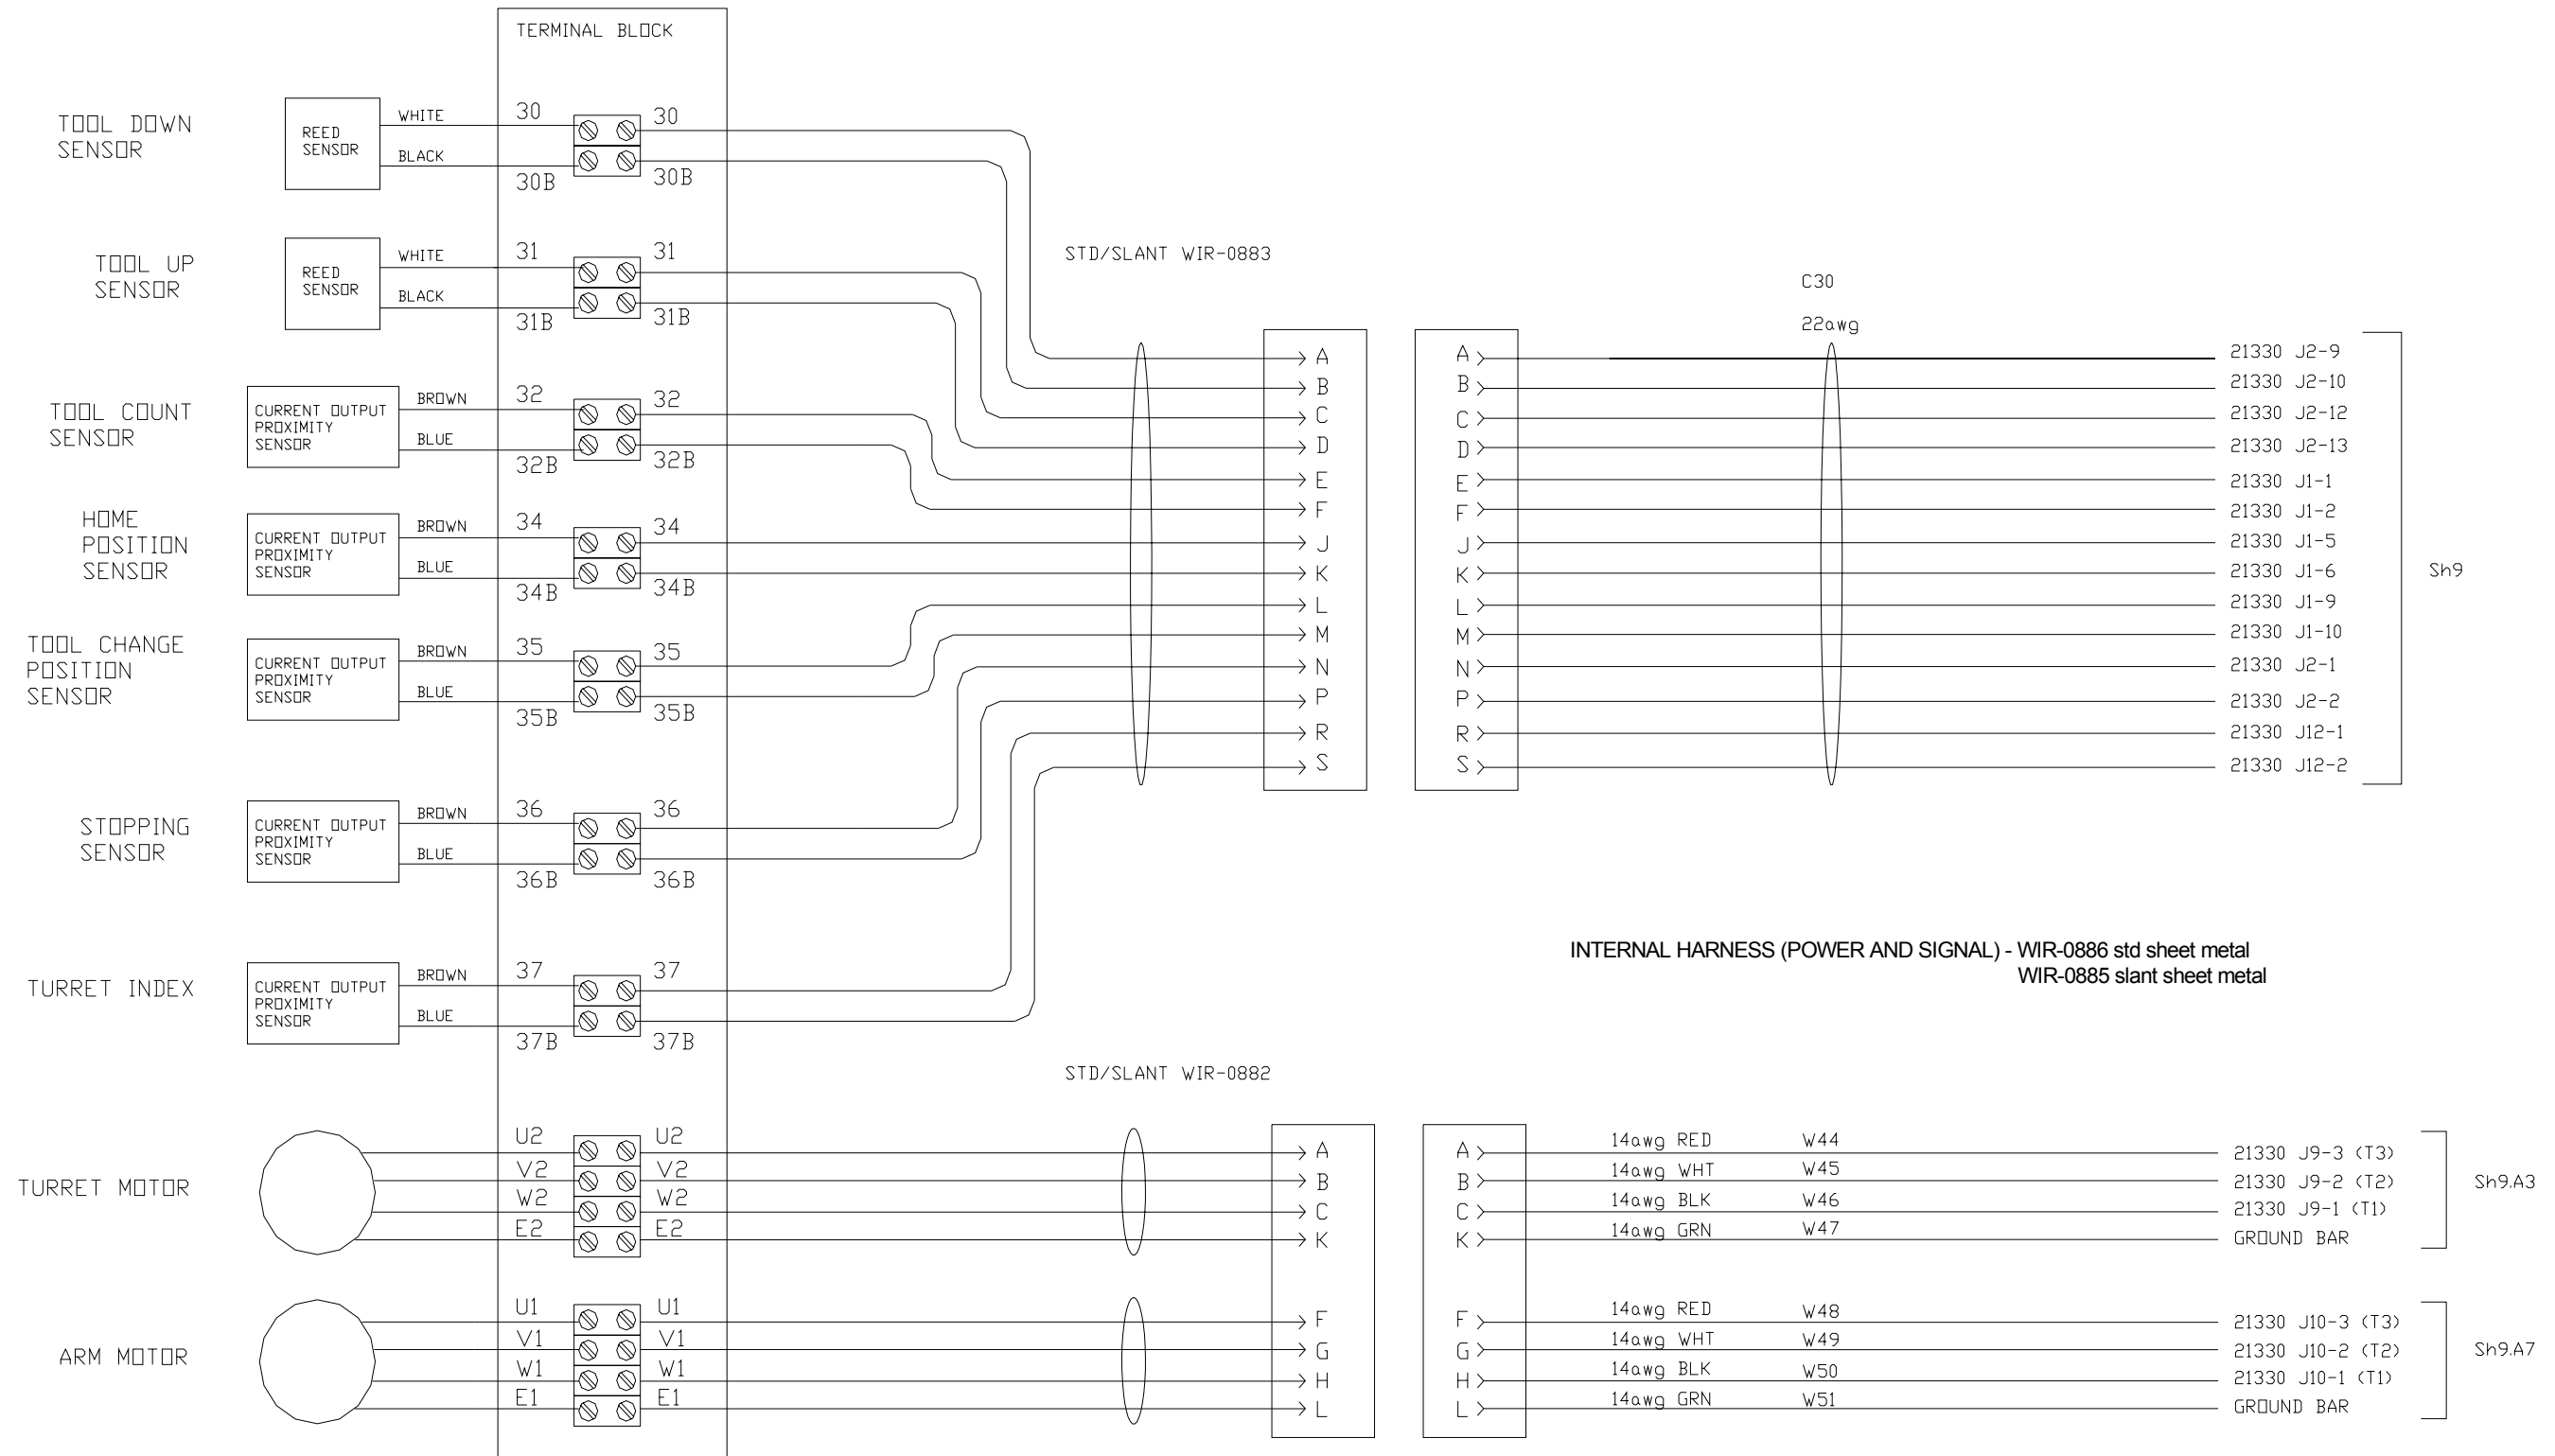 TERMINAL BLOCK
TOOL DOWN
SENSOR
REED
SENSOR
WHITE
BLACK
30
30B
30
30B
TOOL UP
SENSOR
REED
SENSOR
WHITE
BLACK
31
31B
31
31B
TOOL COUNT
SENSOR
CURRENT OUTPUT
PROXIMITY
SENSOR
BROWN
BLUE
32
32B
32
32B
HOME
POSITION
SENSOR
CURRENT OUTPUT
PROXIMITY
SENSOR
BROWN
BLUE
34
34B
34
34B
TOOL CHANGE
POSITION
SENSOR
CURRENT OUTPUT
PROXIMITY
SENSOR
BROWN
BLUE
35
35B
35
35B
STOPPING
SENSOR
CURRENT OUTPUT
PROXIMITY
SENSOR
BROWN
BLUE
36
36B
36
36B
TURRET INDEX
CURRENT OUTPUT
PROXIMITY
SENSOR
BROWN
BLUE
37
37B
37
37B
STD/SLANT WIR-0883
A
B
C
D
E
F
J
K
L
M
N
P
R
S
A
B
C
D
E
F
J
K
L
M
N
P
R
S
C30
22awg
21330 J2-9
21330 J2-10
21330 J2-12
21330 J2-13
21330 J1-1
21330 J1-2
21330 J1-5
21330 J1-6
21330 J1-9
21330 J1-10
21330 J2-1
21330 J2-2
21330 J12-1
21330 J12-2
Sh9
INTERNAL HARNESS (POWER AND SIGNAL) - WIR-0886 std sheet metal
WIR-0885 slant sheet metal
STD/SLANT WIR-0882
TURRET MOTOR
U2
V2
W2
E2
U2
V2
W2
E2
A
B
C
K
A
B
C
K
14awg RED W44
14awg WHT W45
14awg BLK W46
14awg GRN W47
21330 J9-3 (T3)
21330 J9-2 (T2)
21330 J9-1 (T1)
GROUND BAR
Sh9.A3
ARM MOTOR
U1
V1
W1
E1
U1
V1
W1
E1
F
G
H
L
F
G
H
L
14awg RED W48
14awg WHT W49
14awg BLK W50
14awg GRN W51
21330 J10-3 (T3)
21330 J10-2 (T2)
21330 J10-1 (T1)
GROUND BAR
Sh9.A7